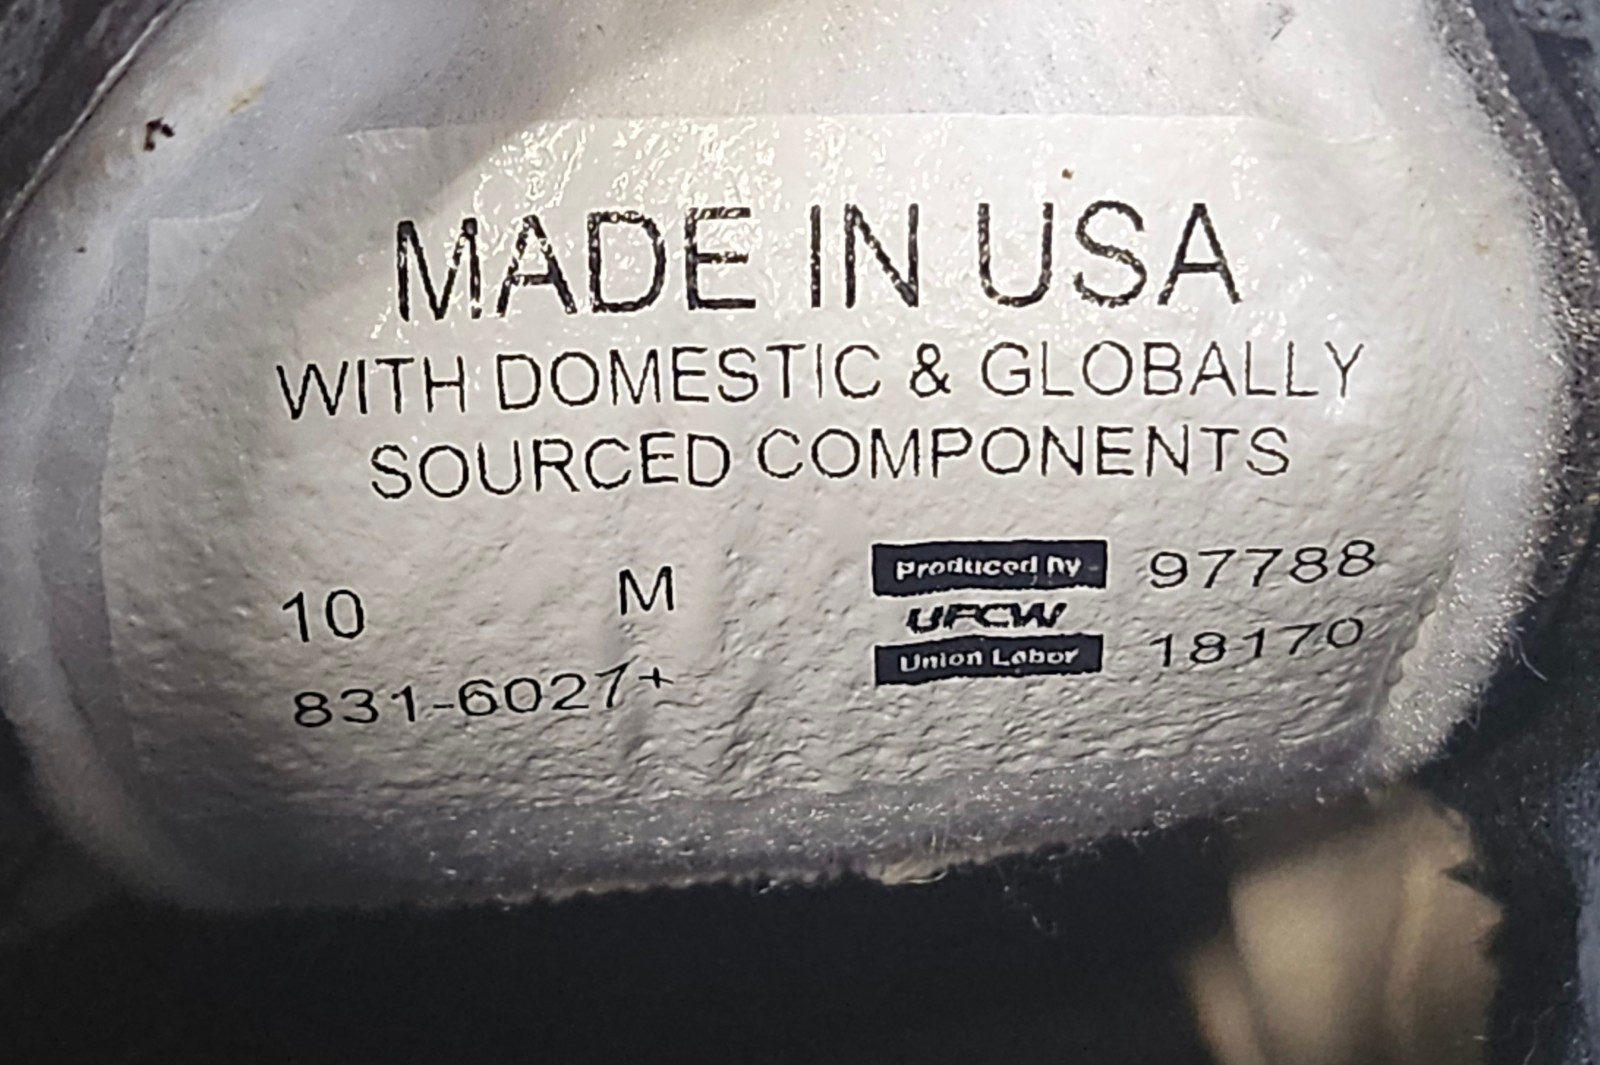 MADE IN USA
WITH DOMESTIC & GLOBALLY
SOURCED COMPONENTS
10 M
831-6027+
Produced by
UFCW
Union Labor
97788
18170